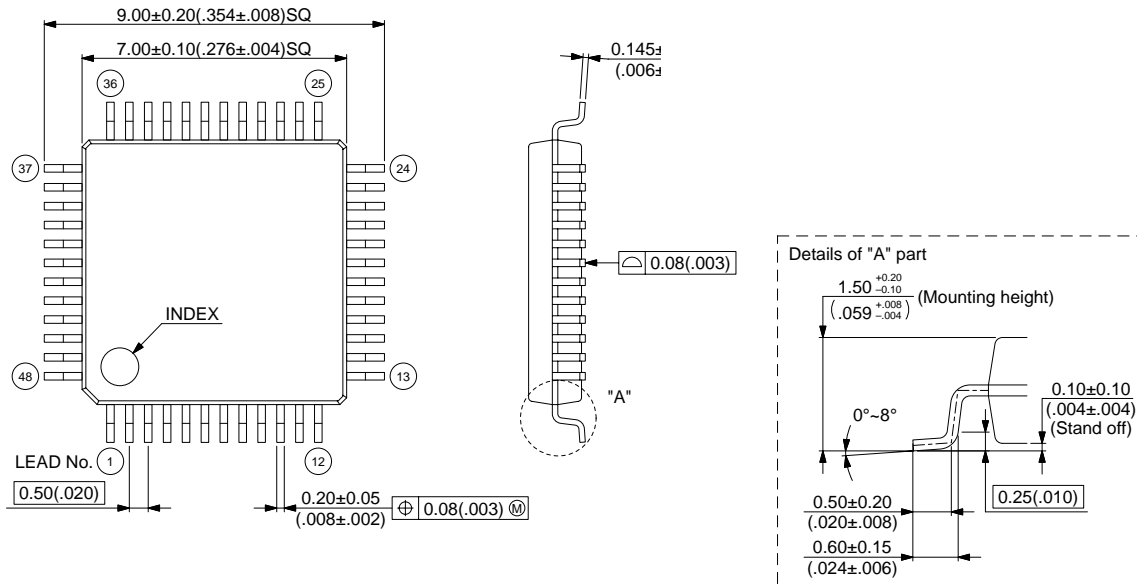 9.00±0.20(.354±.008)SQ
7.00±0.10(.276±.004)SQ
0.145±
(.006±
36
25
37
24
INDEX
0.08(.003)
48
13
"A"
LEAD No.
1
12
0.50(.020)
0.20±0.05
(.008±.002)
0.08(.003) Ⓜ
Details of "A" part
1.50 +0.20 –0.10 (Mounting height)
(.059 +.008 –.004)
0°~8°
0.10±0.10
(.004±.004)
(Stand off)
0.50±0.20
(.020±.008)
0.25(.010)
0.60±0.15
(.024±.006)